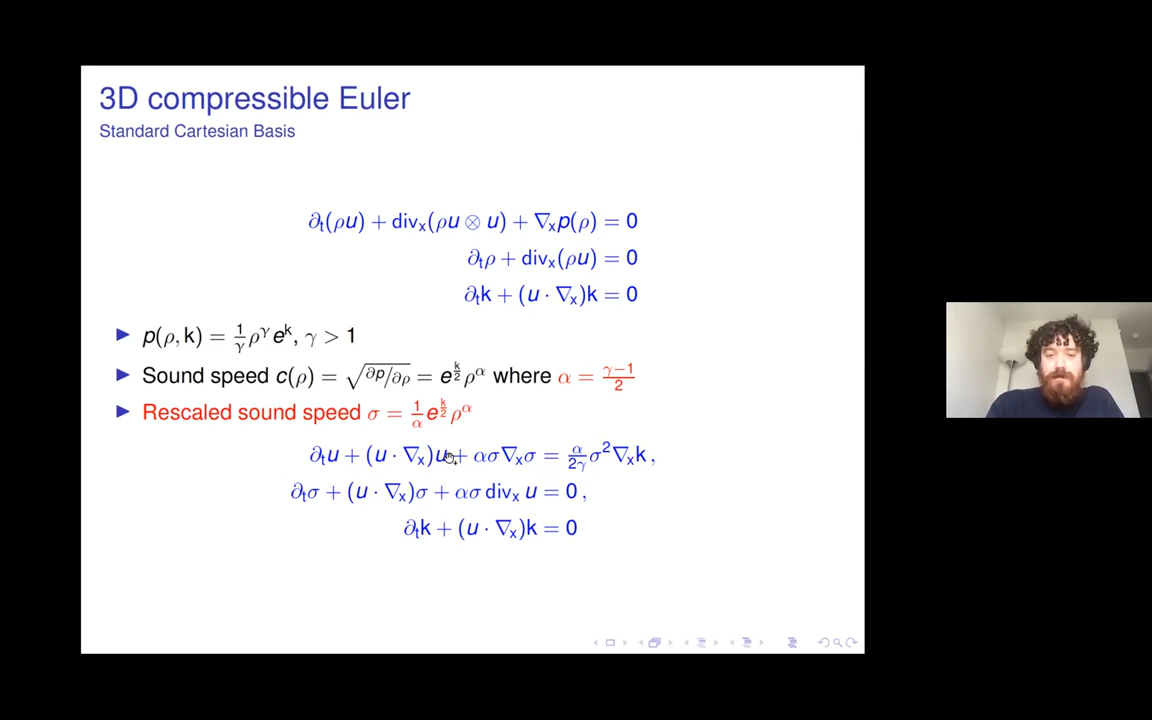 3D compressible Euler
Standard Cartesian Basis
∂ₜ(ρu) + divₓ(ρu ⊗ u) + ∇ₓp(ρ) = 0
∂ₜρ + divₓ(ρu) = 0
∂ₜk + (u · ∇ₓ)k = 0
▶ p(ρ, k) = 1/γ ρ^γ e^k, γ > 1
▶ Sound speed c(ρ) = √(∂p/∂ρ) = e^(k/2) ρ^α where α = (γ−1)/2
▶ Rescaled sound speed σ = 1/α e^(k/2) ρ^α
∂ₜu + (u · ∇ₓ)u + ασ∇ₓσ = α/(2γ) σ²∇ₓk ,
∂ₜσ + (u · ∇ₓ)σ + ασ divₓ u = 0 ,
∂ₜk + (u · ∇ₓ)k = 0